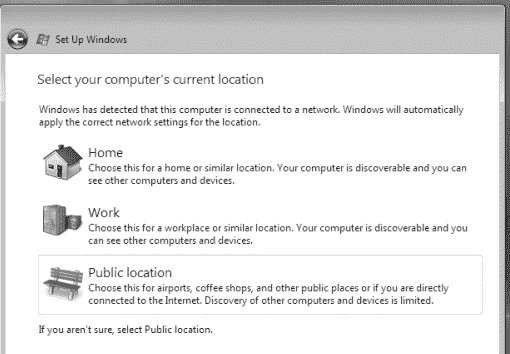 Set Up Windows
Select your computer's current location
Windows has detected that this computer is connected to a network. Windows will automatically
apply the correct network settings for the location.
Home
Choose this for a home or similar location. Your computer is discoverable and you can
see other computers and devices.
Work
Choose this for a workplace or similar location. Your computer is discoverable and you
can see other computers and devices.
Public location
Choose this for airports, coffee shops, and other public places or if you are directly
connected to the Internet. Discovery of other computers and devices is limited.
If you aren't sure, select Public location.